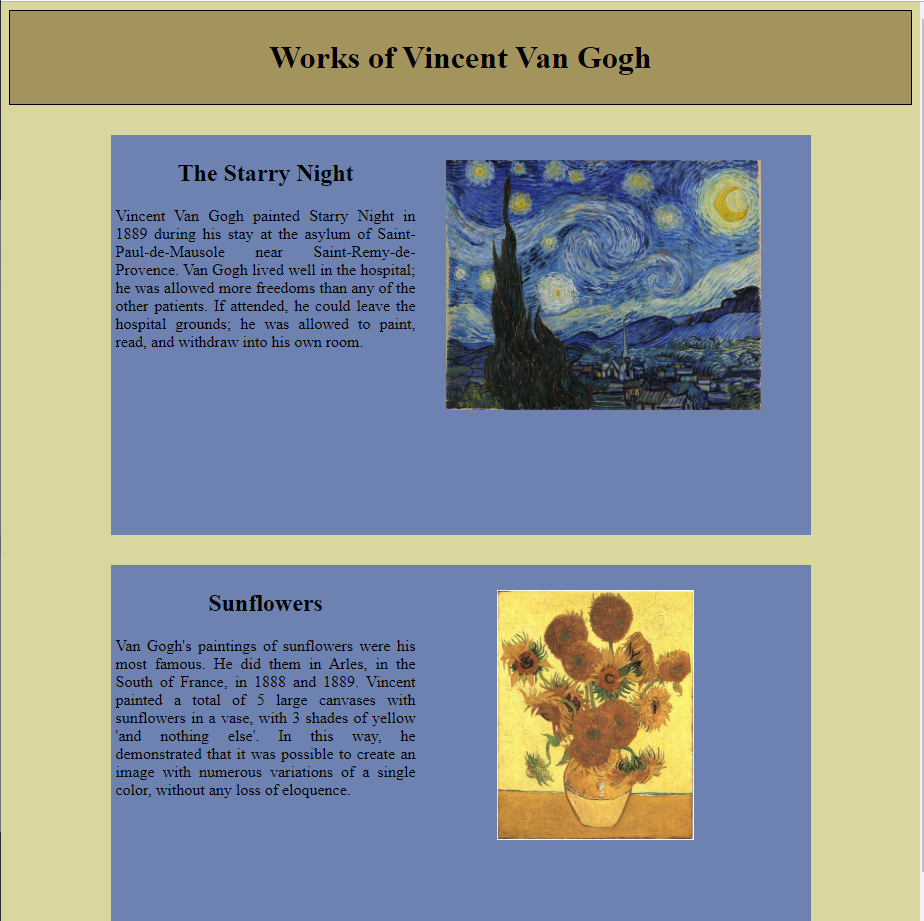 Works of Vincent Van Gogh
The Starry Night
Vincent Van Gogh painted Starry Night in
1889 during his stay at the asylum of Saint-
Paul-de-Mausole near Saint-Remy-de-
Provence. Van Gogh lived well in the hospital;
he was allowed more freedoms than any of the
other patients. If attended, he could leave the
hospital grounds; he was allowed to paint,
read, and withdraw into his own room.
Sunflowers
Van Gogh's paintings of sunflowers were his
most famous. He did them in Arles, in the
South of France, in 1888 and 1889. Vincent
painted a total of 5 large canvases with
sunflowers in a vase, with 3 shades of yellow
'and nothing else'. In this way, he
demonstrated that it was possible to create an
image with numerous variations of a single
color, without any loss of eloquence.